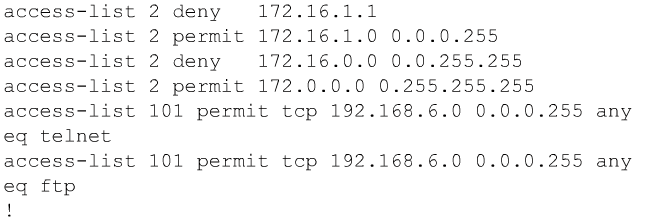 access-list 2 deny   172.16.1.1
access-list 2 permit 172.16.1.0 0.0.0.255
access-list 2 deny   172.16.0.0 0.0.255.255
access-list 2 permit 172.0.0.0 0.255.255.255
access-list 101 permit tcp 192.168.6.0 0.0.0.255 any
eq telnet
access-list 101 permit tcp 192.168.6.0 0.0.0.255 any
eq ftp
!